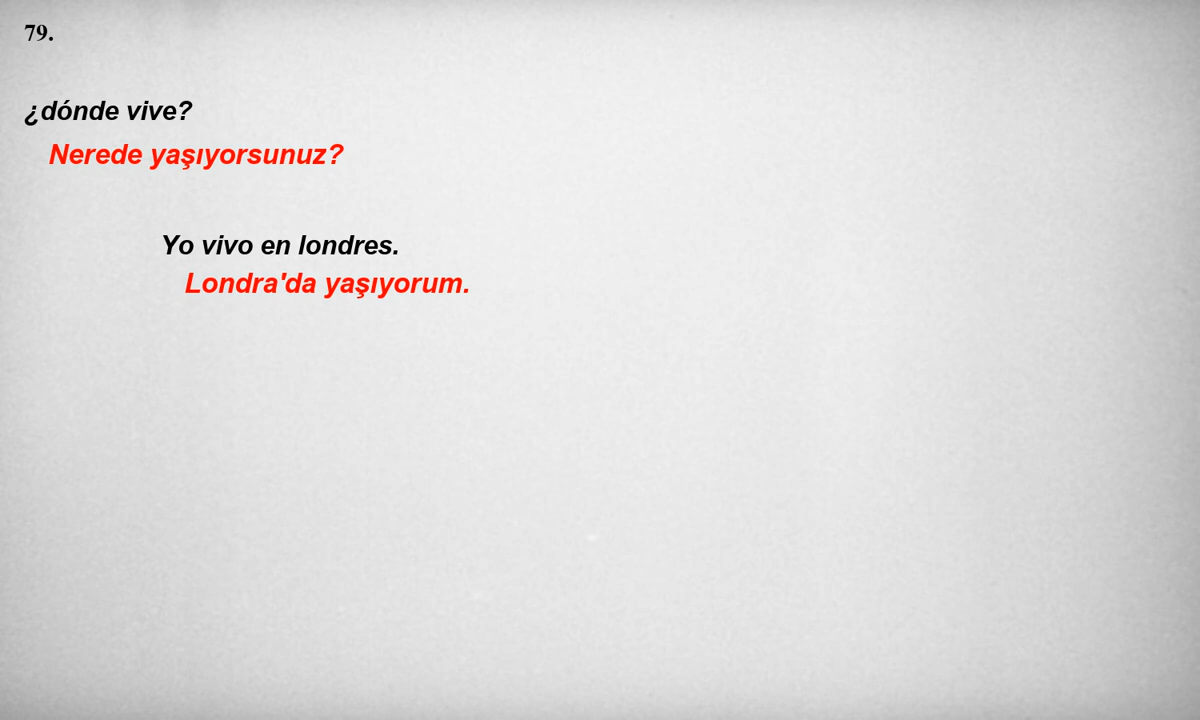 79.
¿dónde vive?
Nerede yaşıyorsunuz?
Yo vivo en londres.
Londra'da yaşıyorum.